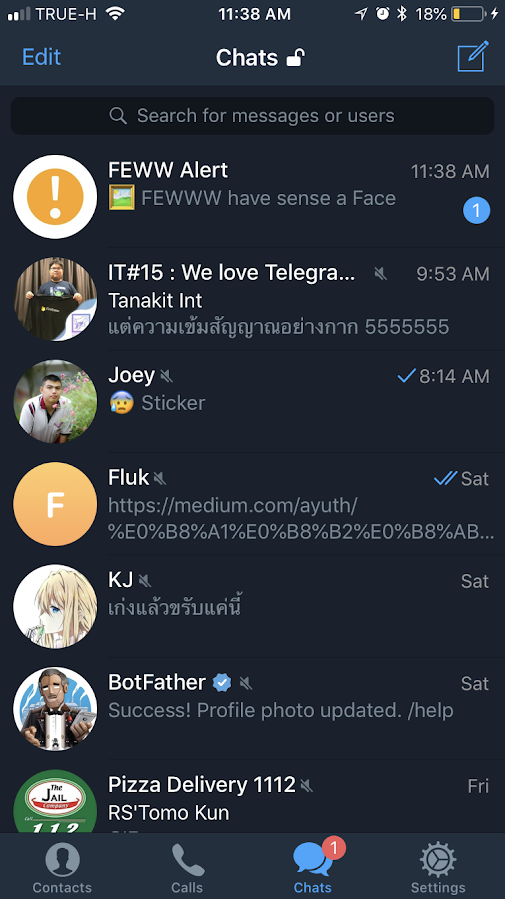 TRUE-H 11:38 AM 18%
Edit Chats
Search for messages or users
FEWW Alert 11:38 AM
FEWWW have sense a Face 1
IT#15 : We love Telegra... 9:53 AM
Tanakit Int
แต่ความเข้มสัญญาณอย่างกาก 5555555
Joey 8:14 AM
Sticker
F
Fluk Sat
https://medium.com/ayuth/
%E0%B8%A1%E0%B8%B2%E0%B8%AB...
KJ Sat
เก่งแล้วขรับแค่นี้
BotFather Sat
Success! Profile photo updated. /help
Pizza Delivery 1112 Fri
The
JAIL
Company
Call
112
RS'Tomo Kun
1
Contacts Calls Chats Settings